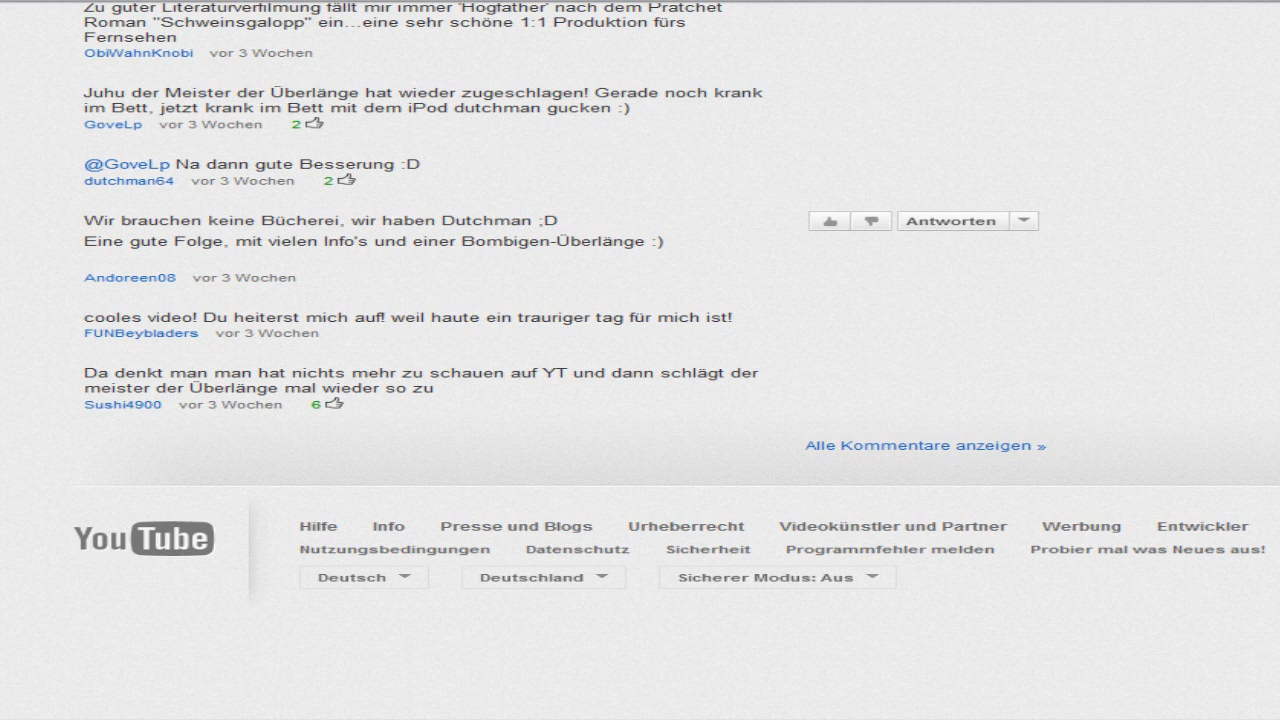 Zu guter Literaturverfilmung fällt mir immer 'Hogfather' nach dem Pratchet
Roman "Schweinsgalopp" ein...eine sehr schöne 1:1 Produktion fürs
Fernsehen
ObiWahnKnobi vor 3 Wochen
Juhu der Meister der Überlänge hat wieder zugeschlagen! Gerade noch krank
im Bett, jetzt krank im Bett mit dem iPod dutchman gucken :)
GoveLp vor 3 Wochen 2
@GoveLp Na dann gute Besserung :D
dutchman64 vor 3 Wochen 2
Wir brauchen keine Bücherei, wir haben Dutchman ;D
Antworten
Eine gute Folge, mit vielen Info's und einer Bombigen-Überlänge :)
Andoreen08 vor 3 Wochen
cooles video! Du heiterst mich auf! weil haute ein trauriger tag für mich ist!
FUNBeybladers vor 3 Wochen
Da denkt man man hat nichts mehr zu schauen auf YT und dann schlägt der
meister der Überlänge mal wieder so zu
Sushi4900 vor 3 Wochen 6
Alle Kommentare anzeigen »
YouTube
Hilfe Info Presse und Blogs Urheberrecht Videokünstler und Partner Werbung Entwickler
Nutzungsbedingungen Datenschutz Sicherheit Programmfehler melden Probier mal was Neues aus!
Deutsch Deutschland Sicherer Modus: Aus